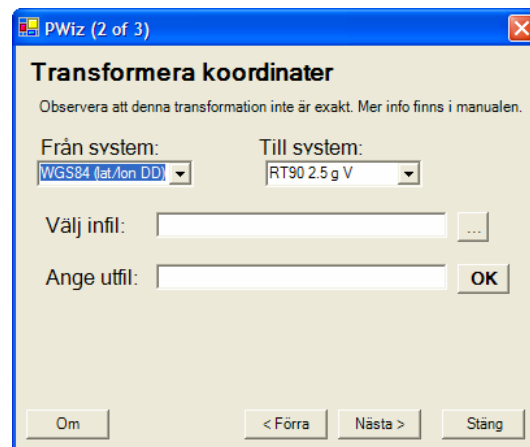 PWiz (2 of 3)
Transformera koordinater
Observera att denna transformation inte är exakt. Mer info finns i manualen.
Från system: Till system:
WGS84 (lat/lon DD) RT90 2.5 g V
Välj infil: ...
Ange utfil: OK
Om < Förra Nästa > Stäng